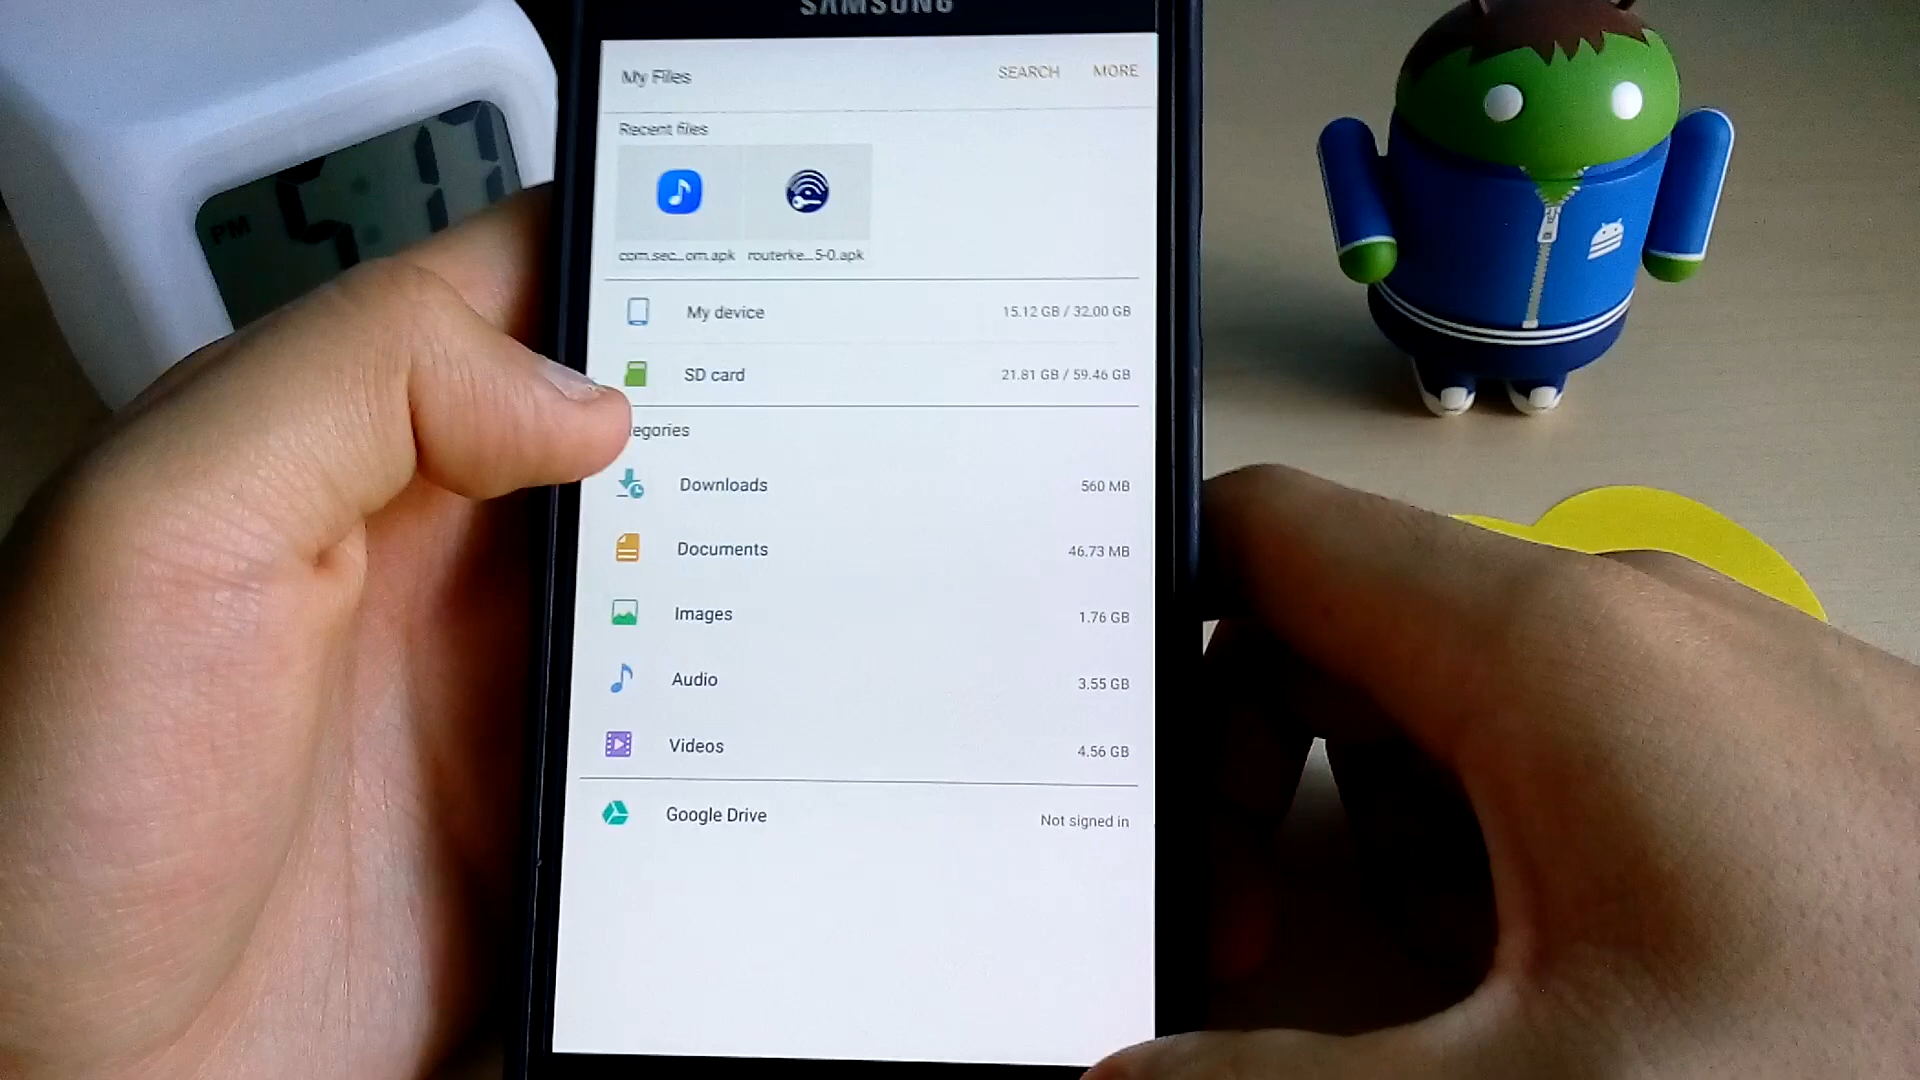 SAMSUNG
My Files SEARCH MORE
Recent files
com.sec...om.apk routerke...5-0.apk
My device 15.12 GB / 32.00 GB
SD card 21.81 GB / 59.46 GB
egories
Downloads 560 MB
Documents 46.73 MB
Images 1.76 GB
Audio 3.55 GB
Videos 4.56 GB
Google Drive Not signed in
PM